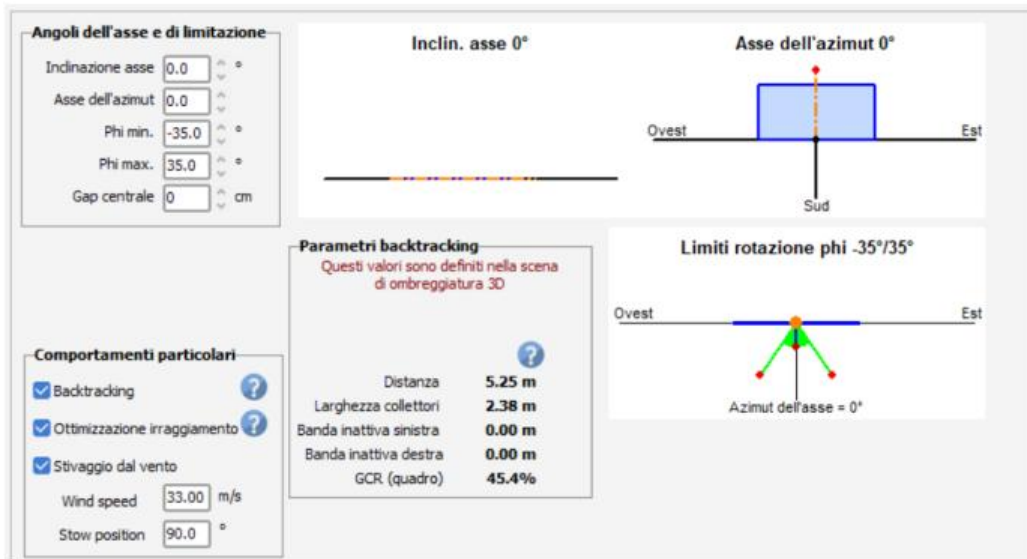 Angoli dell'asse e di limitazione
Inclinazione asse 0.0 °
Asse dell'azimut 0.0 °
Phi min. -35.0 °
Phi max. 35.0 °
Gap centrale 0 cm
Inclin. asse 0°
Asse dell'azimut 0°
Ovest Est
Sud
Parametri backtracking
Questi valori sono definiti nella scena
di ombreggiatura 3D
?
Distanza 5.25 m
Larghezza collettori 2.38 m
Banda inattiva sinistra 0.00 m
Banda inattiva destra 0.00 m
GCR (quadro) 45.4%
Limiti rotazione phi -35°/35°
Ovest Est
Azimut dell'asse = 0°
Comportamenti particolari
Backtracking ?
Ottimizzazione irraggiamento ?
Stivaggio dal vento
Wind speed 33.00 m/s
Stow position 90.0 °